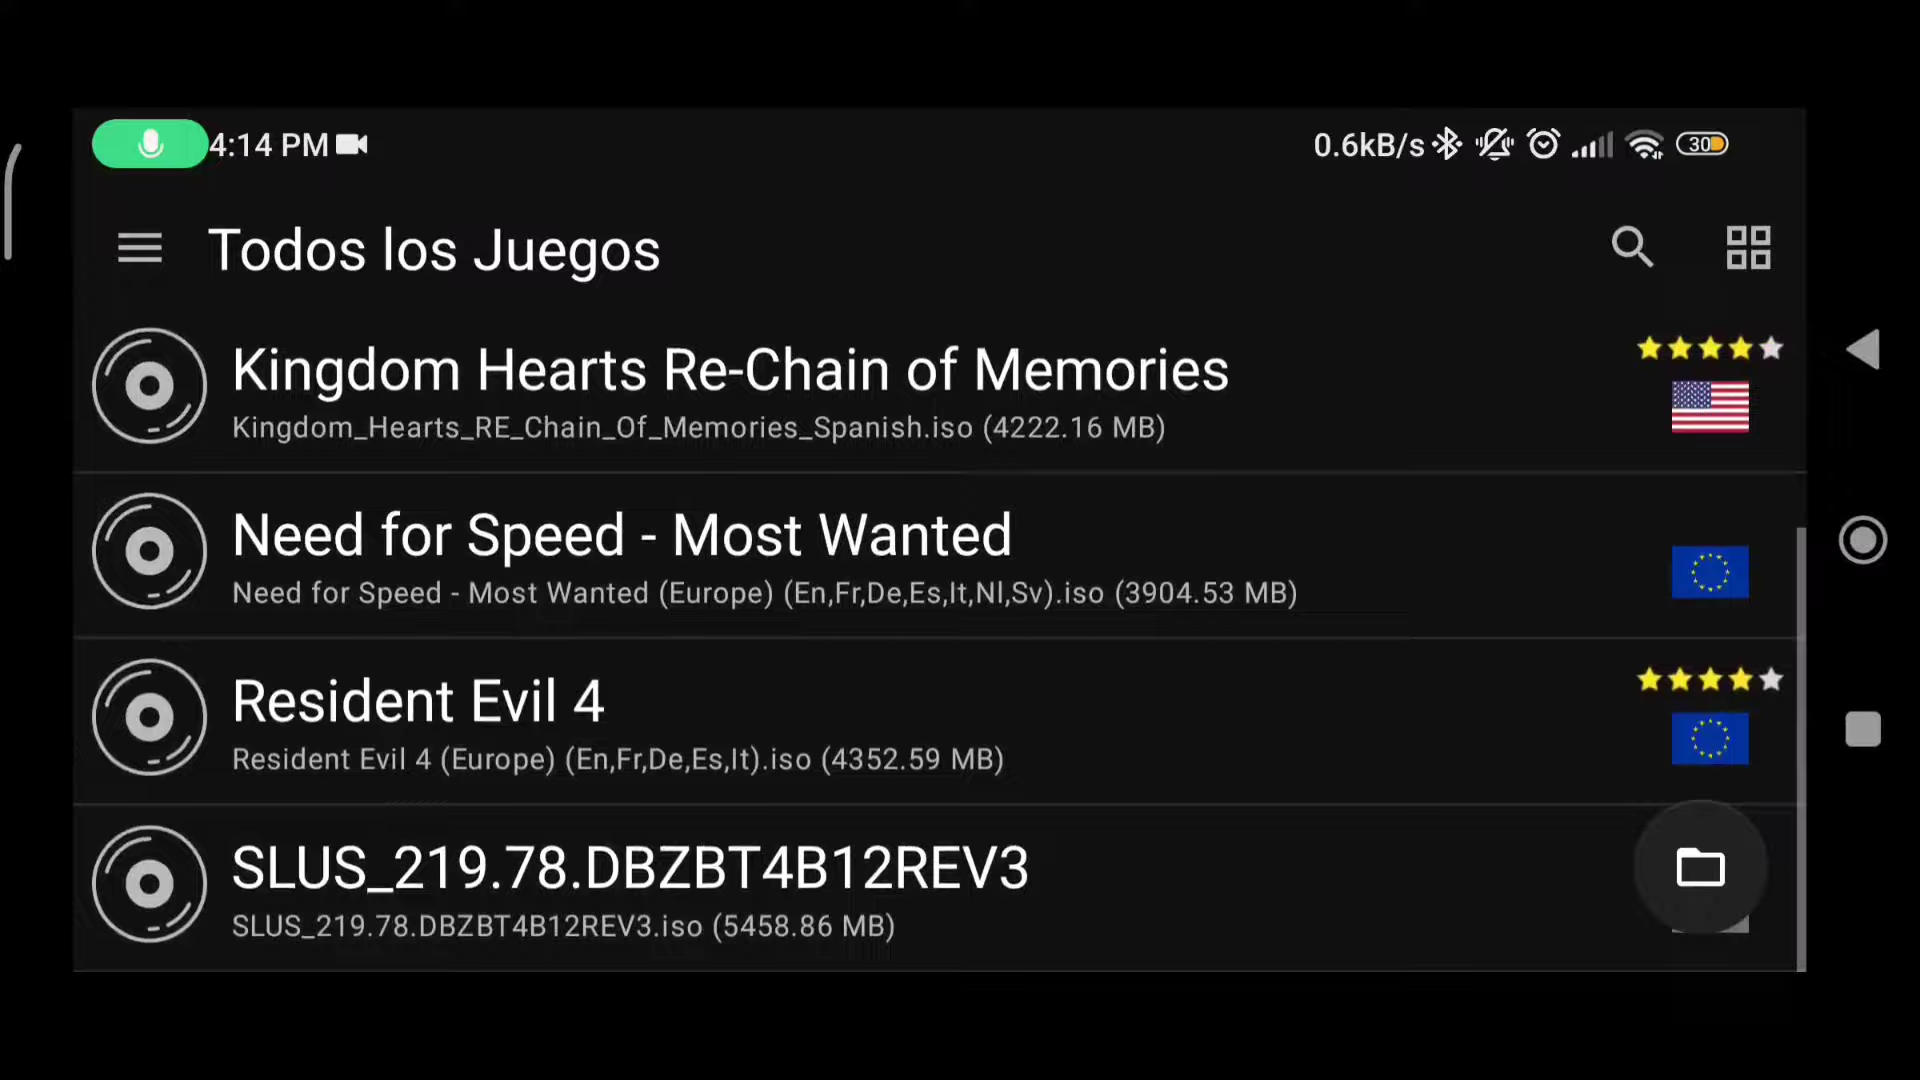 4:14 PM
0.6kB/s
30
Todos los Juegos
Kingdom Hearts Re-Chain of Memories
Kingdom_Hearts_RE_Chain_Of_Memories_Spanish.iso (4222.16 MB)
Need for Speed - Most Wanted
Need for Speed - Most Wanted (Europe) (En,Fr,De,Es,It,Nl,Sv).iso (3904.53 MB)
Resident Evil 4
Resident Evil 4 (Europe) (En,Fr,De,Es,It).iso (4352.59 MB)
SLUS_219.78.DBZBT4B12REV3
SLUS_219.78.DBZBT4B12REV3.iso (5458.86 MB)